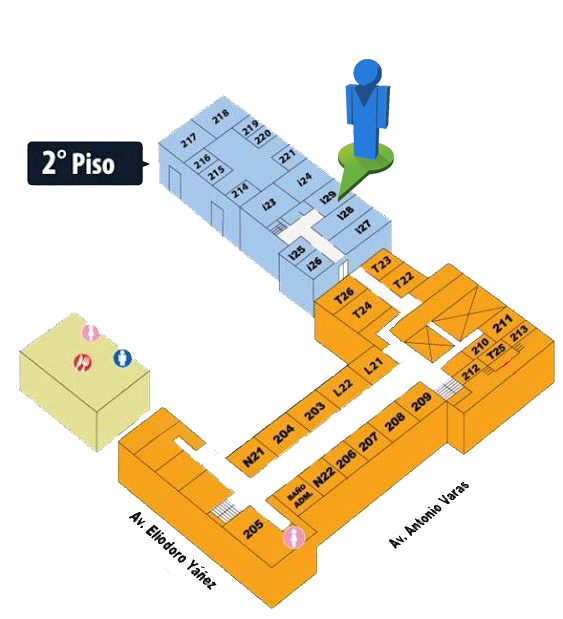 2° Piso
218
217
219
220
216
221
215
I24
214
I29
I23
I28
I27
I25
I26
T23
T22
T26
T24
211
213
210
T25
212
L21
L22
209
203
208
204
207
N21
206
N22
BAÑO
ADM.
205
Av. Eliodoro Yáñez
Av. Antonio Varas